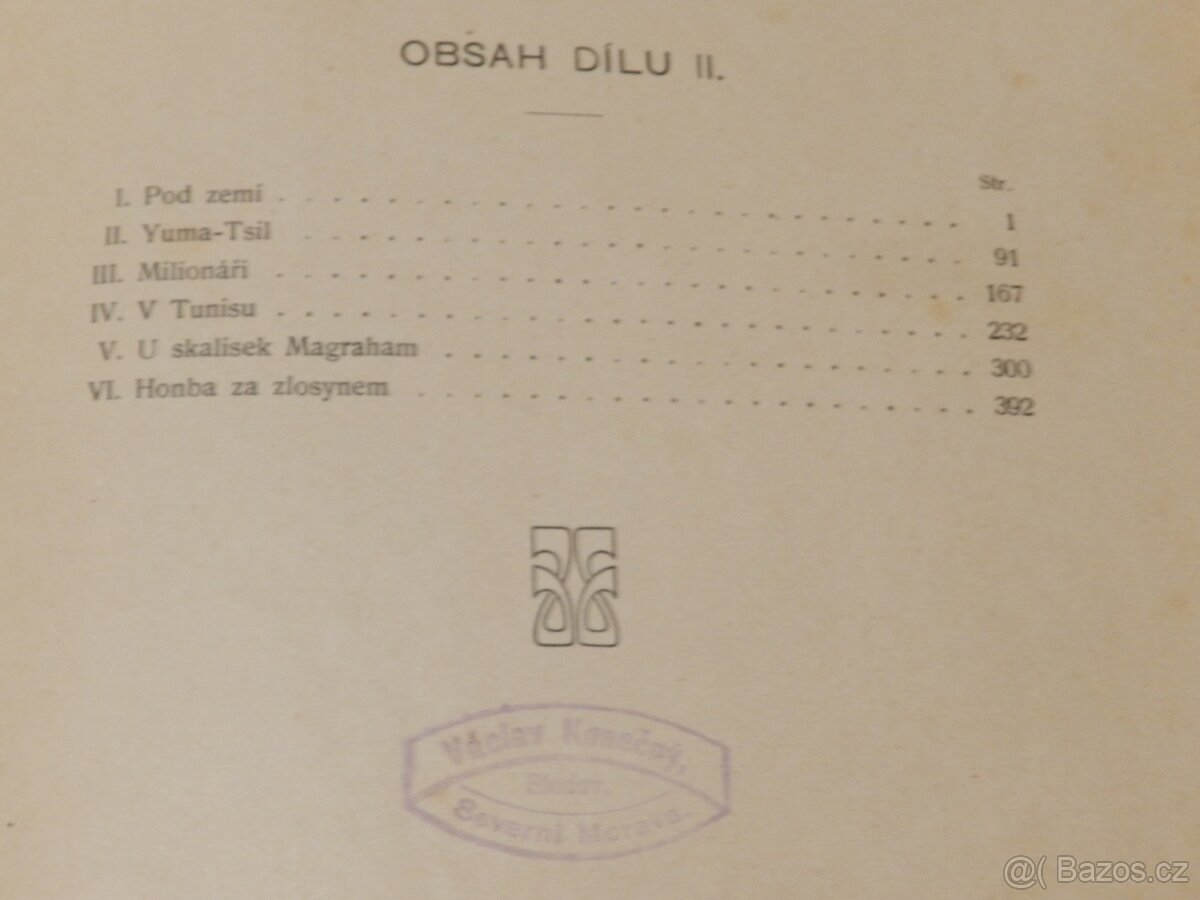 OBSAH DÍLU II.
Str.
I. Pod zemí . . . . . . . . . . . . . . . . . . . . . . . . 1
II. Yuma-Tsil . . . . . . . . . . . . . . . . . . . . . . . . 91
III. Milionáři . . . . . . . . . . . . . . . . . . . . . . . . 167
IV. V Tunisu . . . . . . . . . . . . . . . . . . . . . . . . 232
V. U skalisek Magraham . . . . . . . . . . . . . . . . . . . 300
VI. Honba za zlosynem . . . . . . . . . . . . . . . . . . . . 392
Václav Konečný,
Severní Morava.
@( Bazos.cz